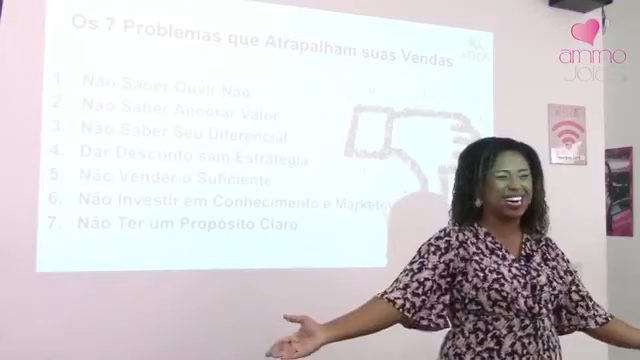 Os 7 Problemas que Atrapalham suas Vendas
1. Não Saber Ouvir Não
2. Não Saber Ancorar Valor
3. Não Saber Seu Diferencial
4. Dar Desconto sem Estratégia
5. Não Vender o Suficiente
6. Não Investir em Conhecimento e Marketing
7. Não Ter um Propósito Claro
ammo
Joias